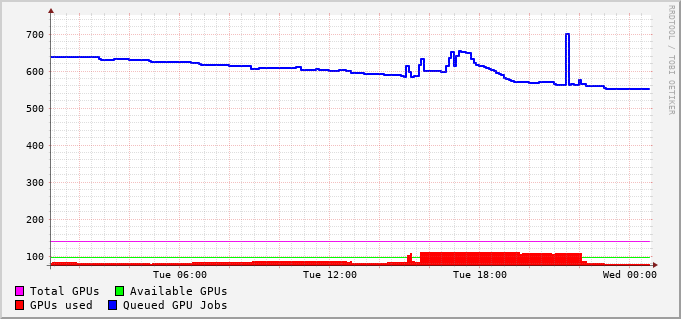 RRDTOOL / TOBI OETIKER
700
600
500
400
300
200
100
Tue 06:00 Tue 12:00 Tue 18:00 Wed 00:00
Total GPUs Available GPUs
GPUs used Queued GPU Jobs